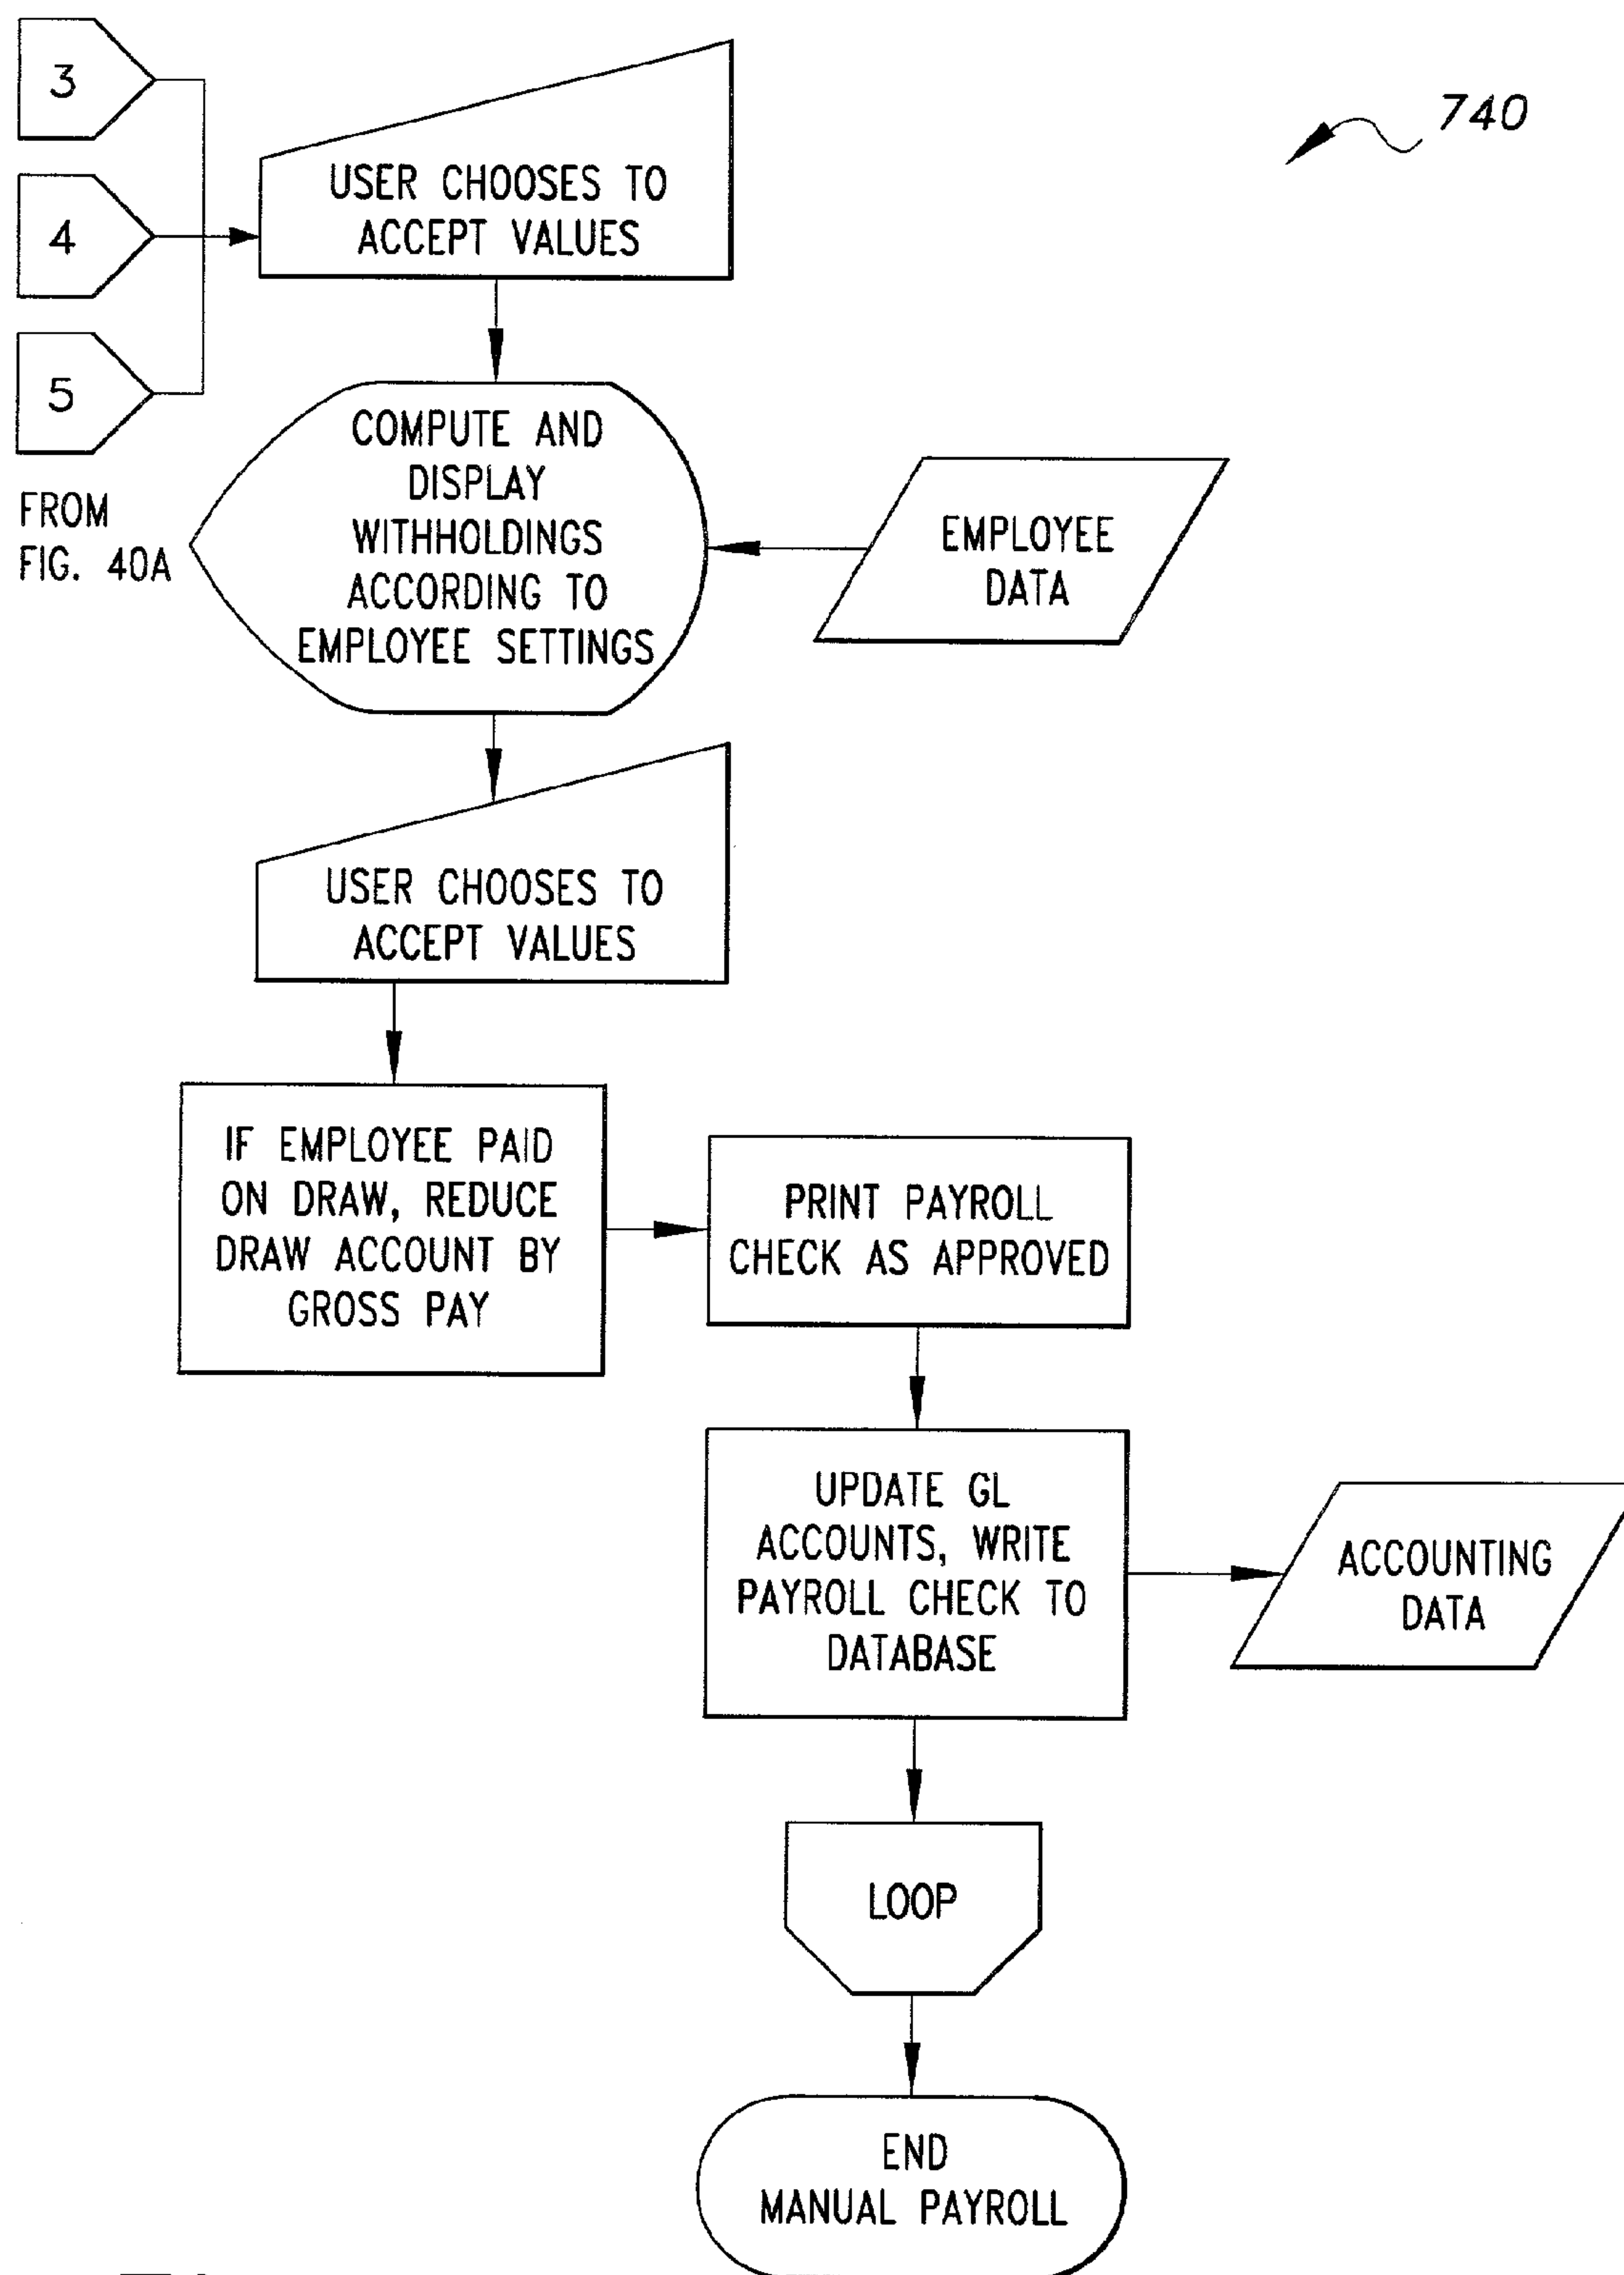 3
740
USER CHOOSES TO
ACCEPT VALUES
4
5
FROM
FIG. 40A
COMPUTE AND
DISPLAY
WITHHOLDINGS
ACCORDING TO
EMPLOYEE SETTINGS
EMPLOYEE
DATA
USER CHOOSES TO
ACCEPT VALUES
IF EMPLOYEE PAID
ON DRAW, REDUCE
DRAW ACCOUNT BY
GROSS PAY
PRINT PAYROLL
CHECK AS APPROVED
UPDATE GL
ACCOUNTS, WRITE
PAYROLL CHECK TO
DATABASE
ACCOUNTING
DATA
LOOP
END
MANUAL PAYROLL